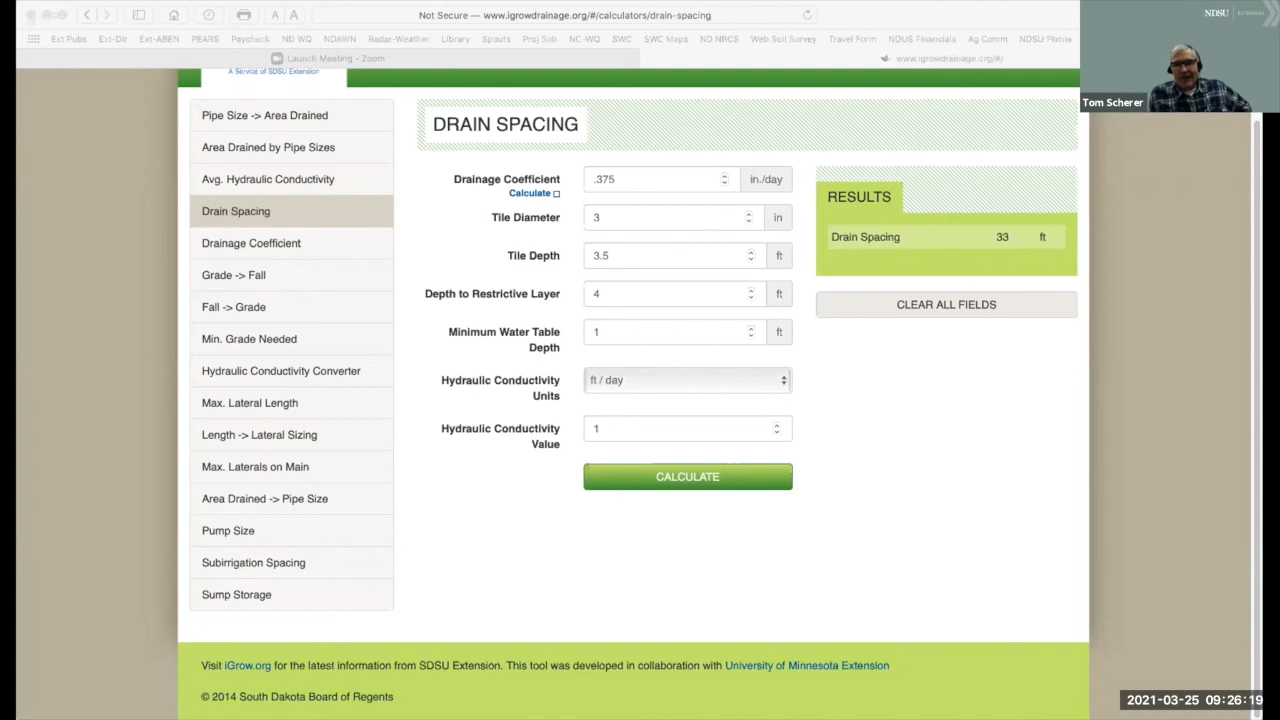 Not Secure — www.igrowdrainage.org/#/calculators/drain-spacing
NDSU EXTENSION
A A
Ext Pubs Ext-Dir Ext-ABEN PEARS Paycheck ND WQ NDAWN Radar-Weather Library Spouts Proj-Sub NC-WQ SWC SWC Maps ND NRCS Web Soil Survey Travel Form NDUS Financials Ag Comm NDSU Phone
Launch Meeting - Zoom
www.igrowdrainage.org/#/
A Service of SDSU Extension
Tom Scherer
Pipe Size -> Area Drained
Area Drained by Pipe Sizes
Avg. Hydraulic Conductivity
Drain Spacing
Drainage Coefficient
Grade -> Fall
Fall -> Grade
Min. Grade Needed
Hydraulic Conductivity Converter
Max. Lateral Length
Length -> Lateral Sizing
Max. Laterals on Main
Area Drained -> Pipe Size
Pump Size
Subirrigation Spacing
Sump Storage
DRAIN SPACING
Drainage Coefficient .375 in./day
Calculate
Tile Diameter 3 in
Tile Depth 3.5 ft
Depth to Restrictive Layer 4 ft
Minimum Water Table 1 ft
Depth
Hydraulic Conductivity ft / day
Units
Hydraulic Conductivity 1
Value
CALCULATE
RESULTS
Drain Spacing 33 ft
CLEAR ALL FIELDS
Visit iGrow.org for the latest information from SDSU Extension. This tool was developed in collaboration with University of Minnesota Extension
© 2014 South Dakota Board of Regents
2021-03-25 09:26:19